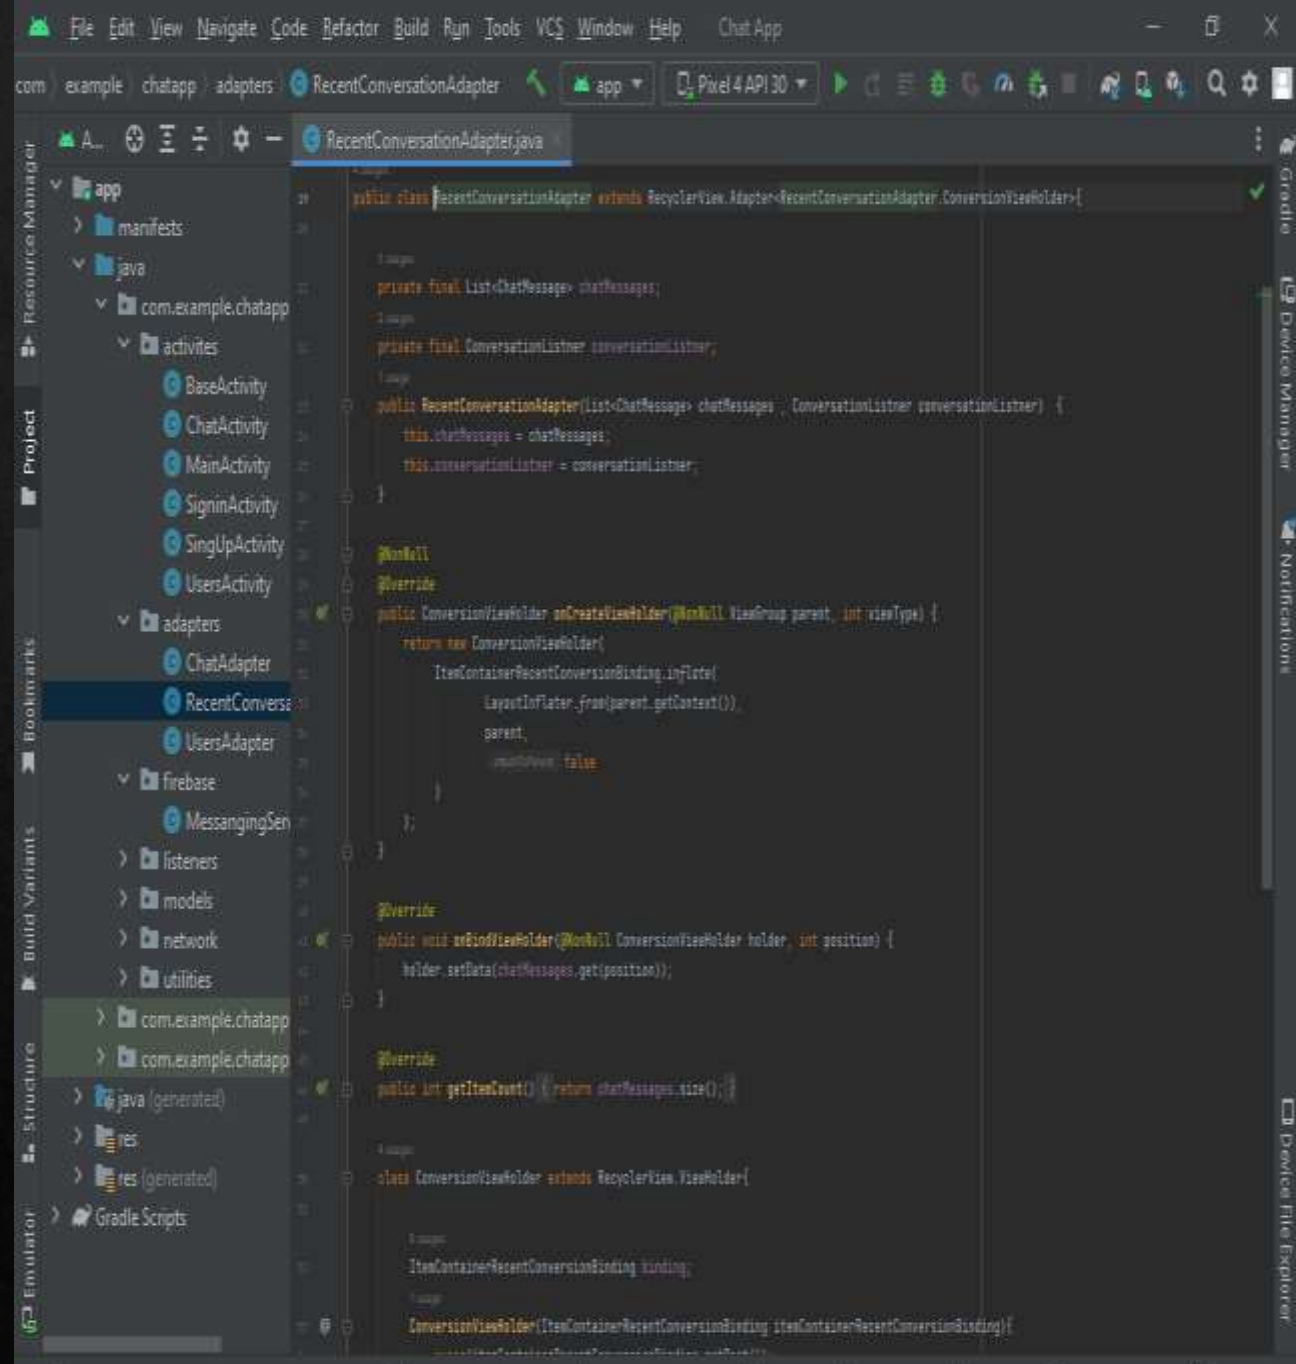 File Edit View Navigate Code Refactor Build Run Tools VCS Window Help Chat App
com example chatapp adapters RecentConversationAdapter app Pixel 4 API 30
A... RecentConversationAdapter.java
Resource Manager
Project
Bookmarks
Build Variants
Structure
Emulator
app
manifests
java
com.example.chatapp
activites
BaseActivity
ChatActivity
MainActivity
SigninActivity
SingUpActivity
UsersActivity
adapters
ChatAdapter
RecentConversa
UsersAdapter
firebase
MessangingSer
listeners
models
network
utilities
com.example.chatapp
com.example.chatapp
java (generated)
res
res (generated)
Gradle Scripts
public class RecentConversationAdapter extends RecyclerView.Adapter<RecentConversationAdapter.ConversionViewHolder>{
private final List<ChatMessage> chatMessages;
private final ConversationListner conversationListner;
public RecentConversationAdapter(List<ChatMessage> chatMessages , ConversationListner conversationListner) {
this.chatMessages = chatMessages;
this.conversationListner = conversationListner;
}
@NonNull
@Override
public ConversionViewHolder onCreateViewHolder(@NonNull ViewGroup parent, int viewType) {
return new ConversionViewHolder(
ItemContainerRecentConversionBinding.inflate(
LayoutInflater.from(parent.getContext()),
parent,
false
)
);
}
@Override
public void onBindViewHolder(@NonNull ConversionViewHolder holder, int position) {
holder.setData(chatMessages.get(position));
}
@Override
public int getItemCount() { return chatMessages.size(); }
class ConversionViewHolder extends RecyclerView.ViewHolder{
ItemContainerRecentConversionBinding binding;
ConversionViewHolder(ItemContainerRecentConversionBinding itemContainerRecentConversionBinding){
Gradle
Device Manager
Notifications
Device File Explorer